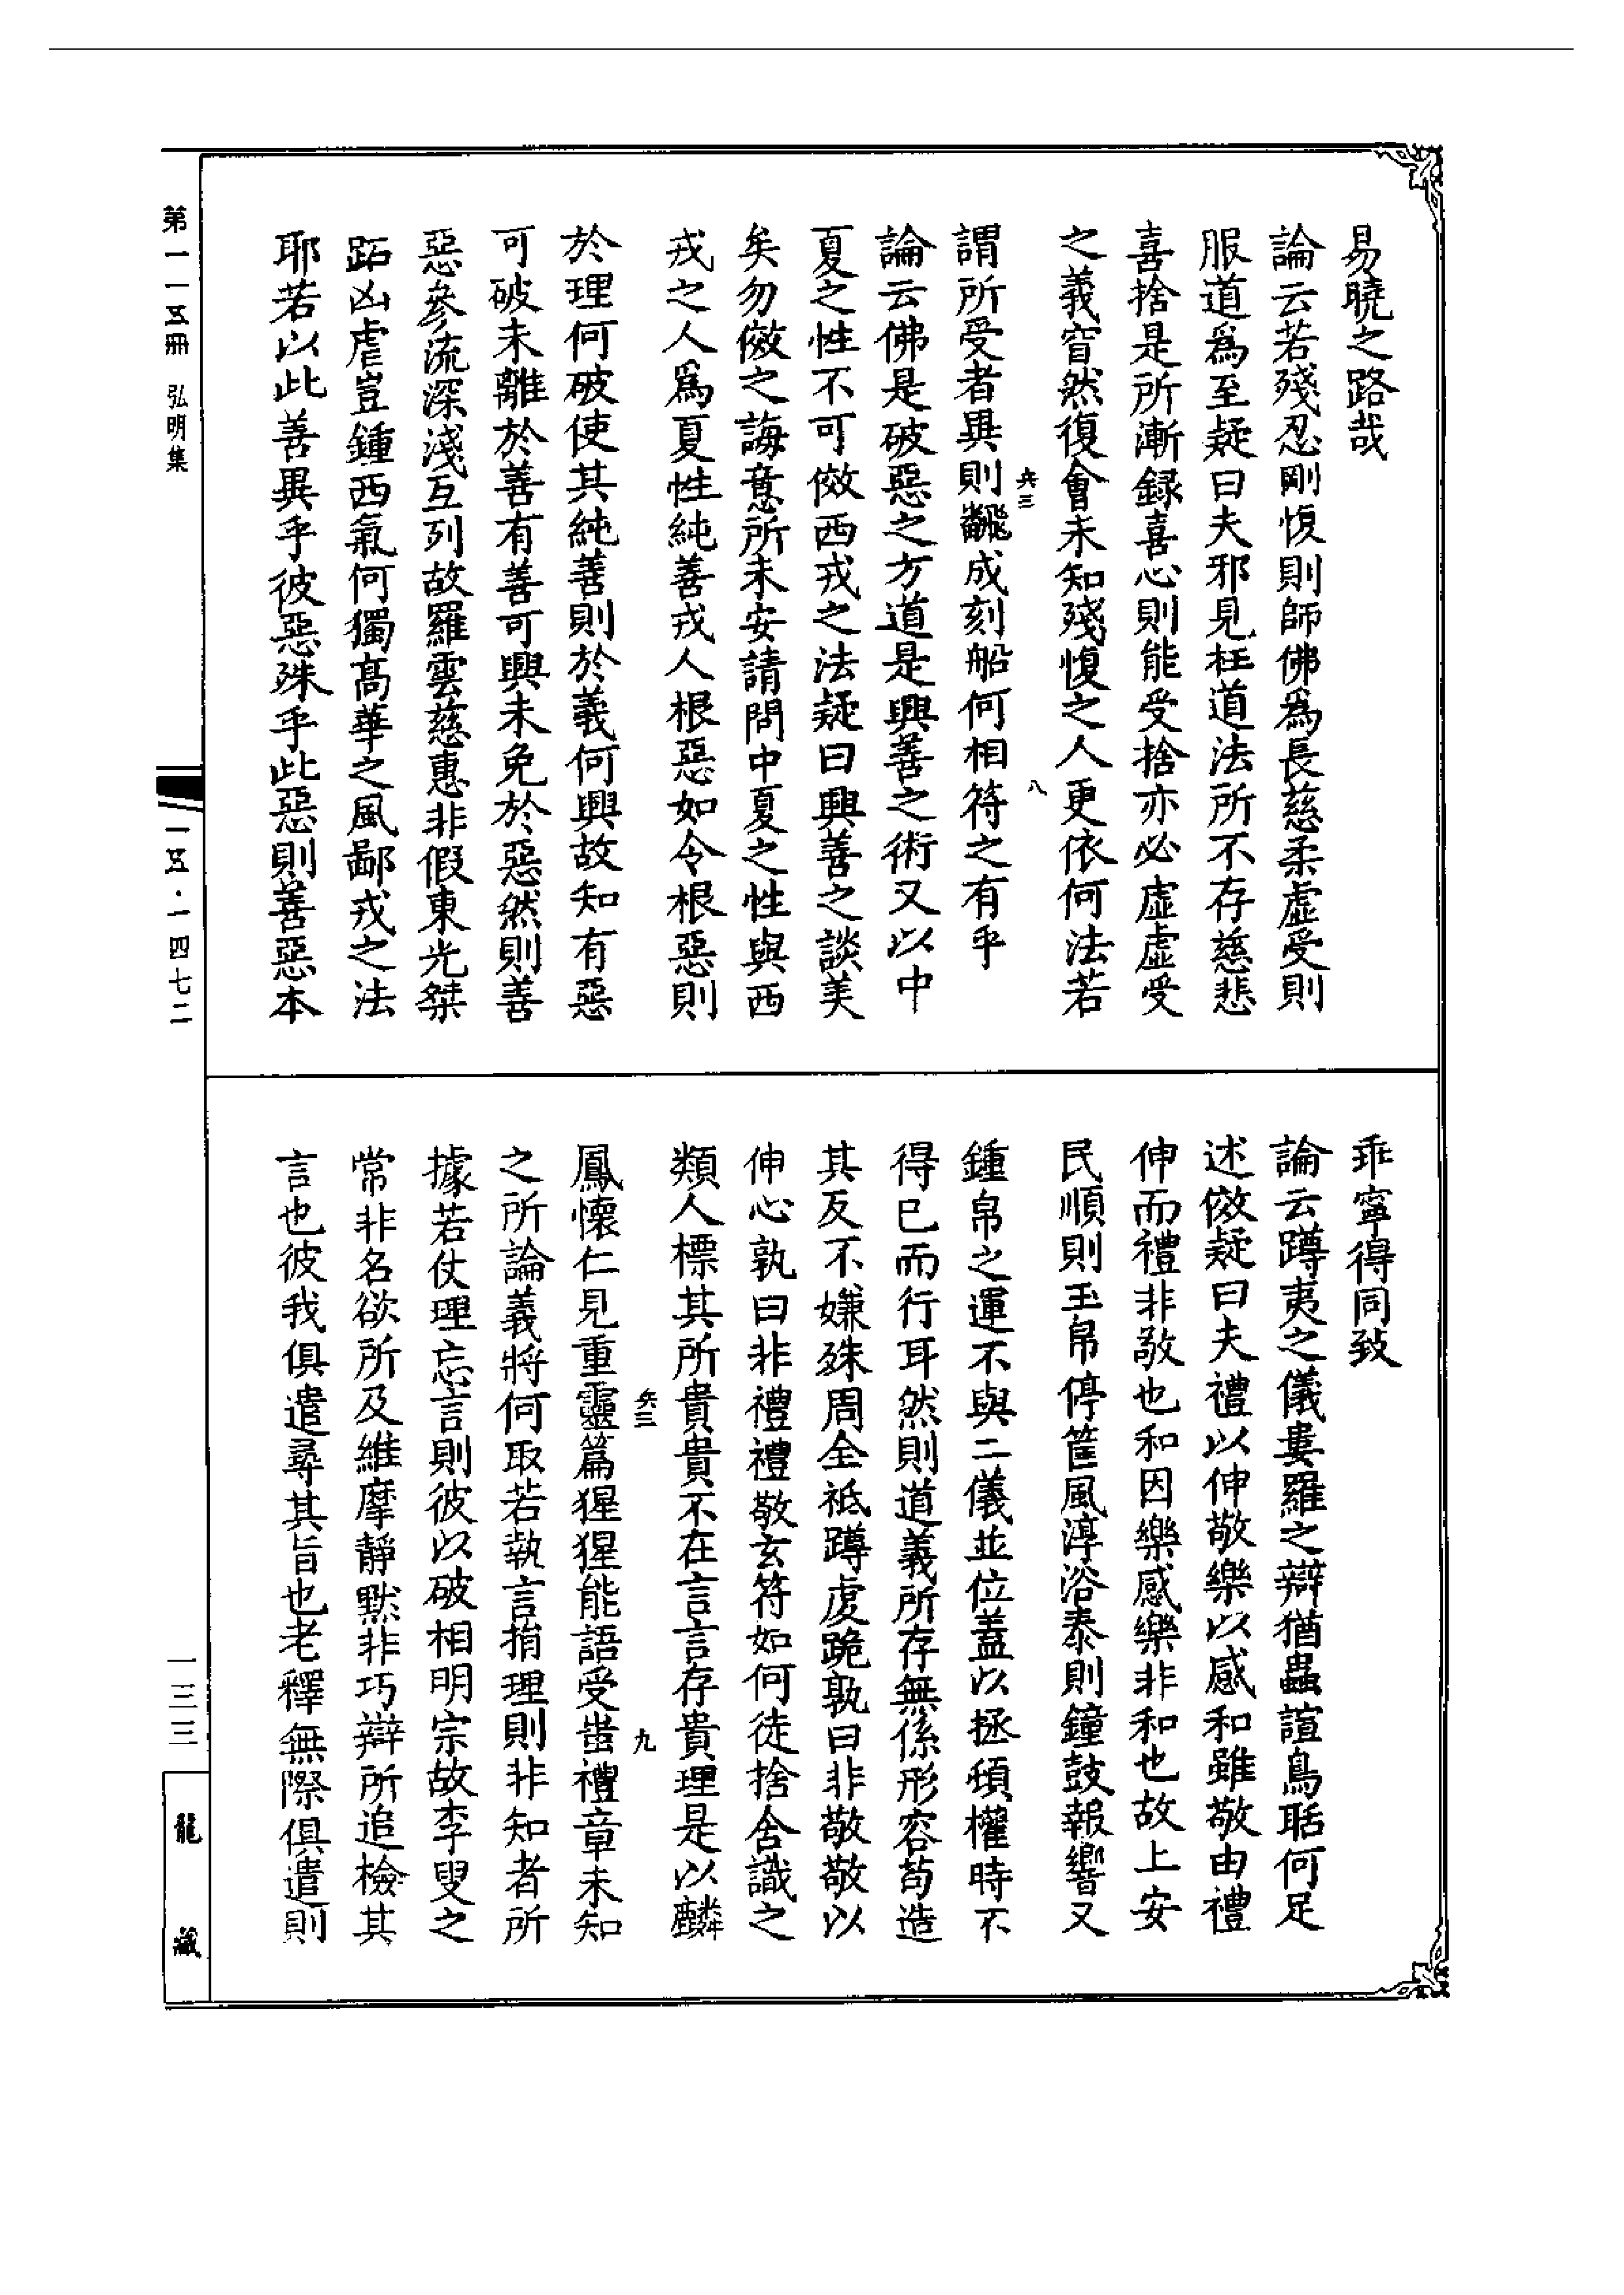 易曉之路哉
論云若殘忍剛愎則師佛爲長慈柔虛受則
服道爲至疑曰夫邪見枉道法所不存慈悲
喜捨是所漸録喜心則能受捨亦必虛虛受
之義窅然復會未知殘愎之人更依何法若
兵三
八
謂所受者異則飜成刻船何相符之有乎
論云佛是破惡之方道是興善之術又以中
夏之性不可傚西戎之法疑曰興善之談美
矣勿傚之誨意所未安請問中夏之性與西
戎之人爲夏性純善戎人根惡如令根惡則
於理何破使其純善則於義何興故知有惡
可破未離於善有善可興未免於惡然則善
惡參流深淺互列故羅雲慈惠非假東光桀
跖凶虐豈鍾西氣何獨高華之風鄙戎之法
耶若以此善異乎彼惡殊乎此惡則善惡本
乖寧得同致
論云蹲夷之儀婁羅之辯猶蟲諠鳥聒何足
述傚疑曰夫禮以伸敬樂以感和雖敬由禮
伸而禮非敬也和因樂感樂非和也故上安
民順則玉帛停筐風淳俗泰則鐘鼓報響又
鍾帛之運不與二儀並位蓋以拯頓權時不
得已而行耳然則道義所存無係形容苟造
其反不嫌殊周全祇蹲虔跪孰曰非敬敬以
伸心孰曰非禮禮敬玄符如何徒捨含識之
類人標其所貴貴不在言言存貴理是以麟
兵三
九
鳳懷仁見重靈篇猩猩能語受蚩禮章未知
之所論義將何取若執言捐理則非知者所
據若仗理忘言則彼以破相明宗故李叟之
常非名欲所及維摩靜默非巧辯所追檢其
言也彼我俱遣尋其旨也老釋無際俱遣則
第一一五冊 弘明集
一五·一四七二
一三三
龍藏